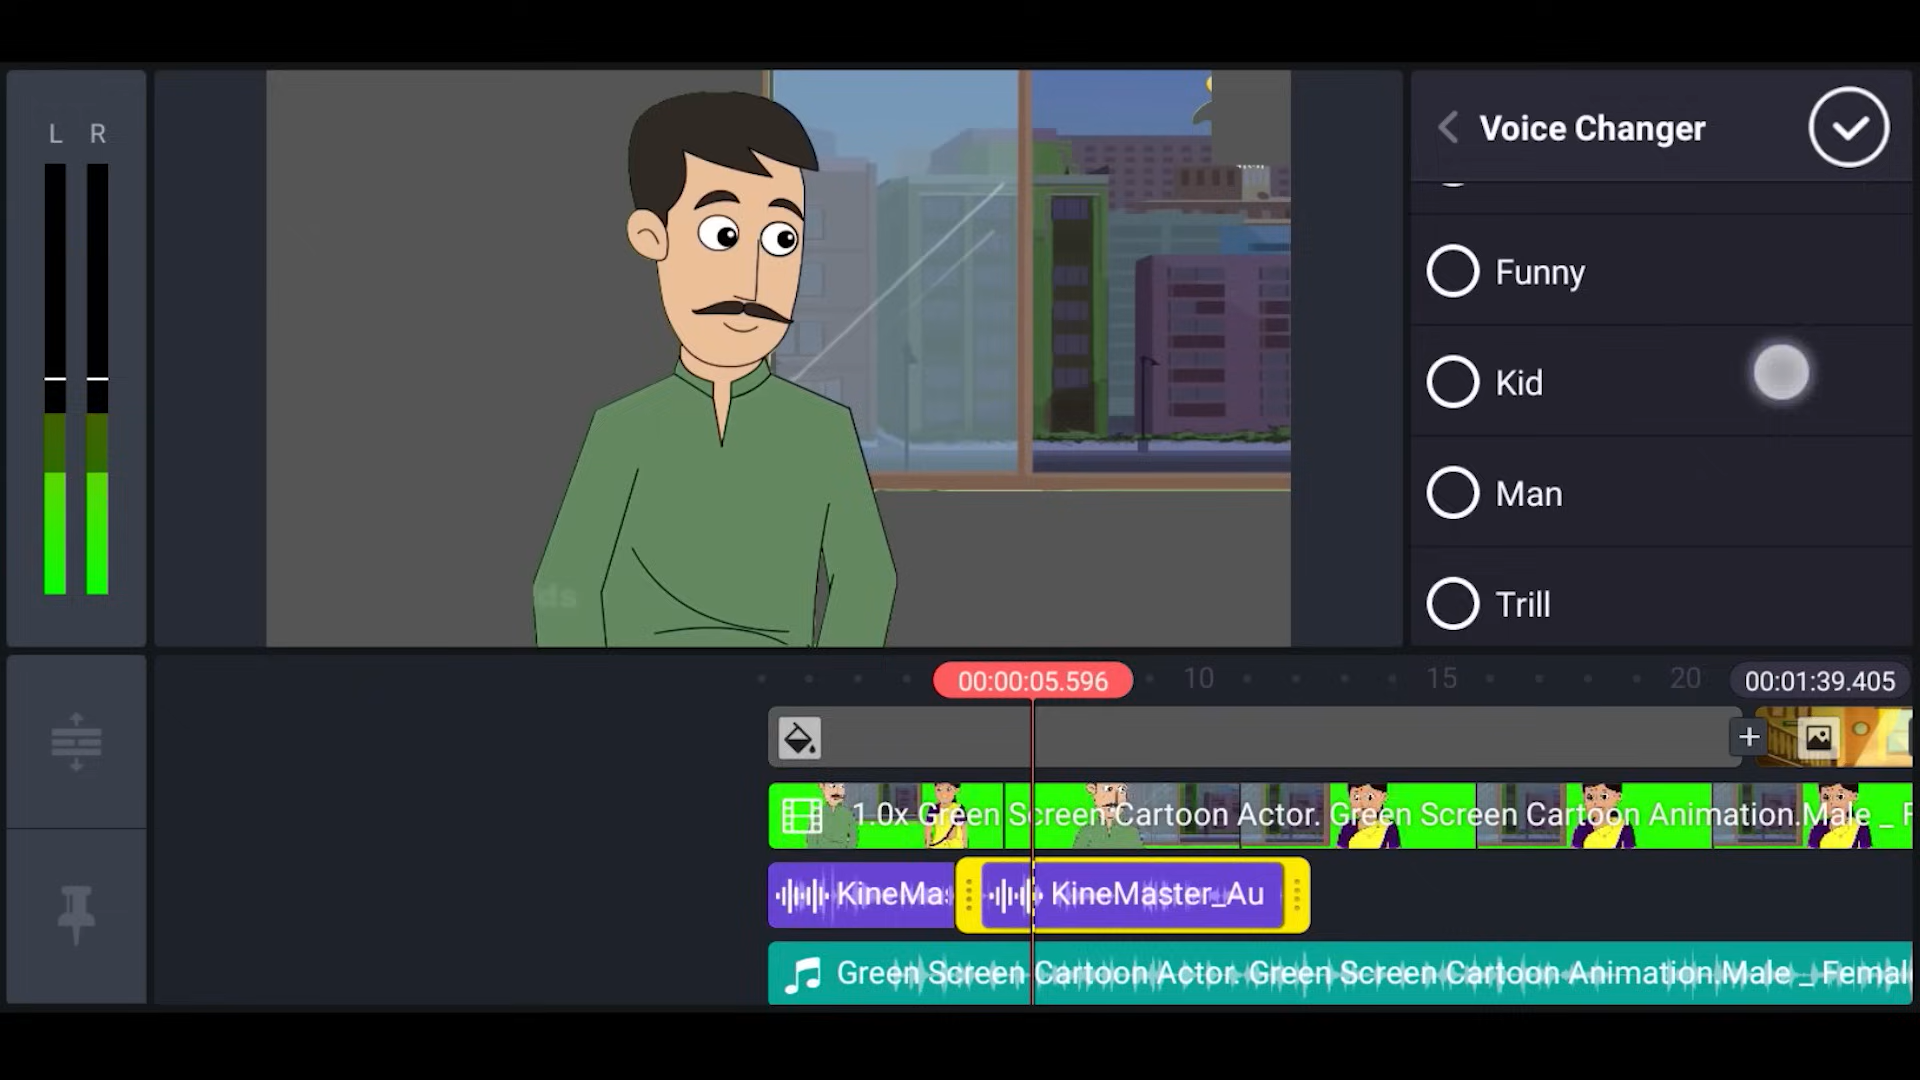 L R
Voice Changer
Funny
Kid
Man
Trill
ds
00:00:05.596
10
15
20
00:01:39.405
1.0x Green Screen Cartoon Actor. Green Screen Cartoon Animation.Male _ F
KineMas
KineMaster_Au
Green Screen Cartoon Actor. Green Screen Cartoon Animation.Male _ Femal